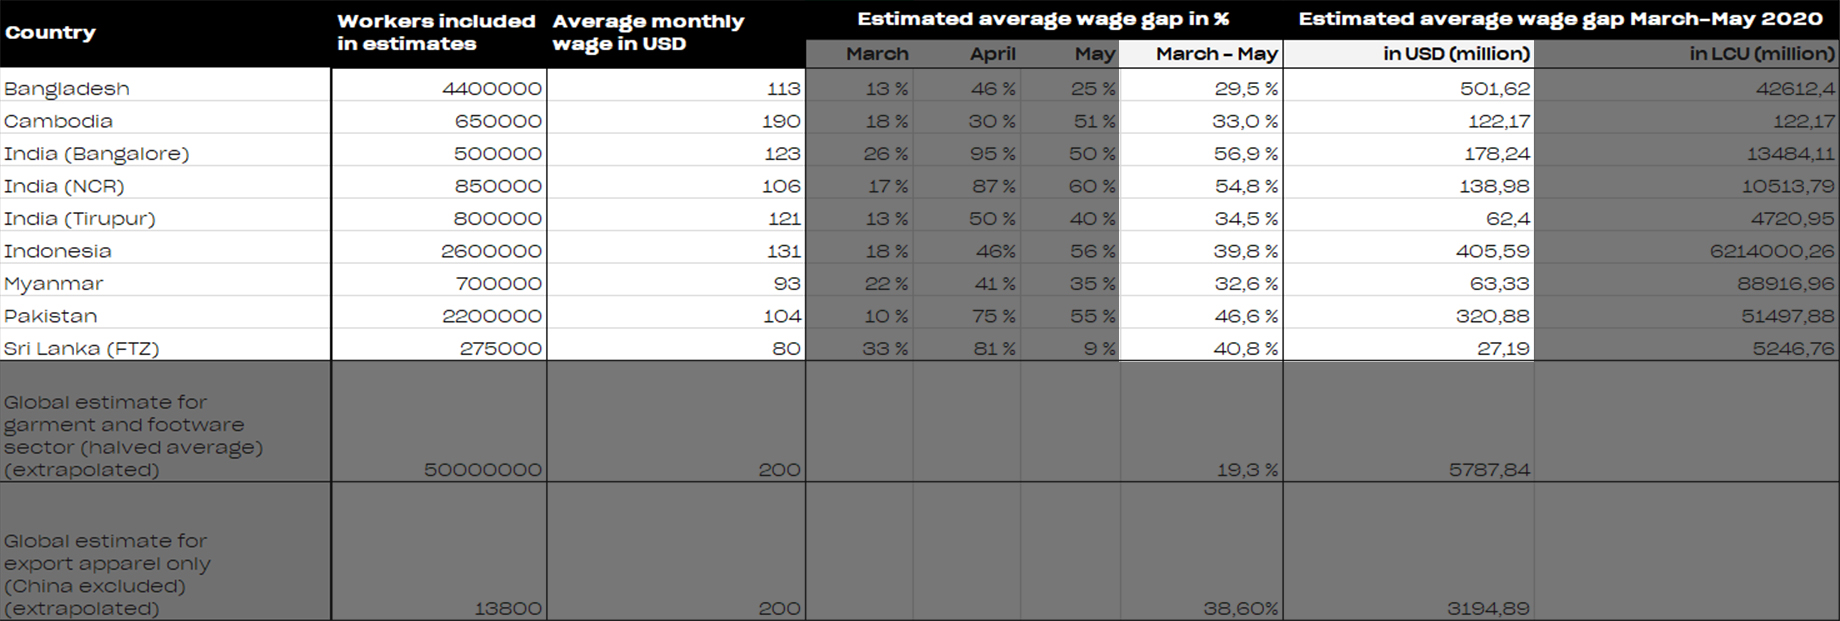 Country Workers included in estimates Average monthly wage in USD Estimated average wage gap in % Estimated average wage gap March-May 2020
March April May March - May in USD (million) in LCU (million)
Bangladesh 4400000 113 13 % 46 % 25 % 29,5 % 501,62 42612,4
Cambodia 650000 190 18 % 30 % 51 % 33,0 % 122,17 122,17
India (Bangalore) 500000 123 26 % 95 % 50 % 56,9 % 178,24 13484,11
India (NCR) 850000 106 17 % 87 % 60 % 54,8 % 138,98 10513,79
India (Tirupur) 800000 121 13 % 50 % 40 % 34,5 % 62,4 4720,95
Indonesia 2600000 131 18 % 46% 56 % 39,8 % 405,59 6214000,26
Myanmar 700000 93 22 % 41 % 35 % 32,6 % 63,33 88916,96
Pakistan 2200000 104 10 % 75 % 55 % 46,6 % 320,88 51497,88
Sri Lanka (FTZ) 275000 80 33 % 81 % 9 % 40,8 % 27,19 5246,76
Global estimate for
garment and footware
sector (halved average)
(extrapolated) 50000000 200 19,3 % 5787,84
Global estimate for
export apparel only
(China excluded)
(extrapolated) 13800 200 38,60% 3194,89